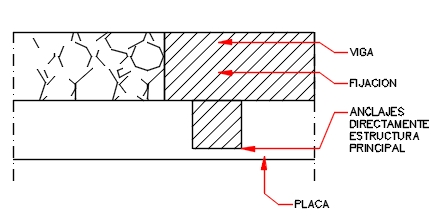 VIGA
FIJACION
ANCLAJES
DIRECTAMENTE
ESTRUCTURA
PRINCIPAL
PLACA